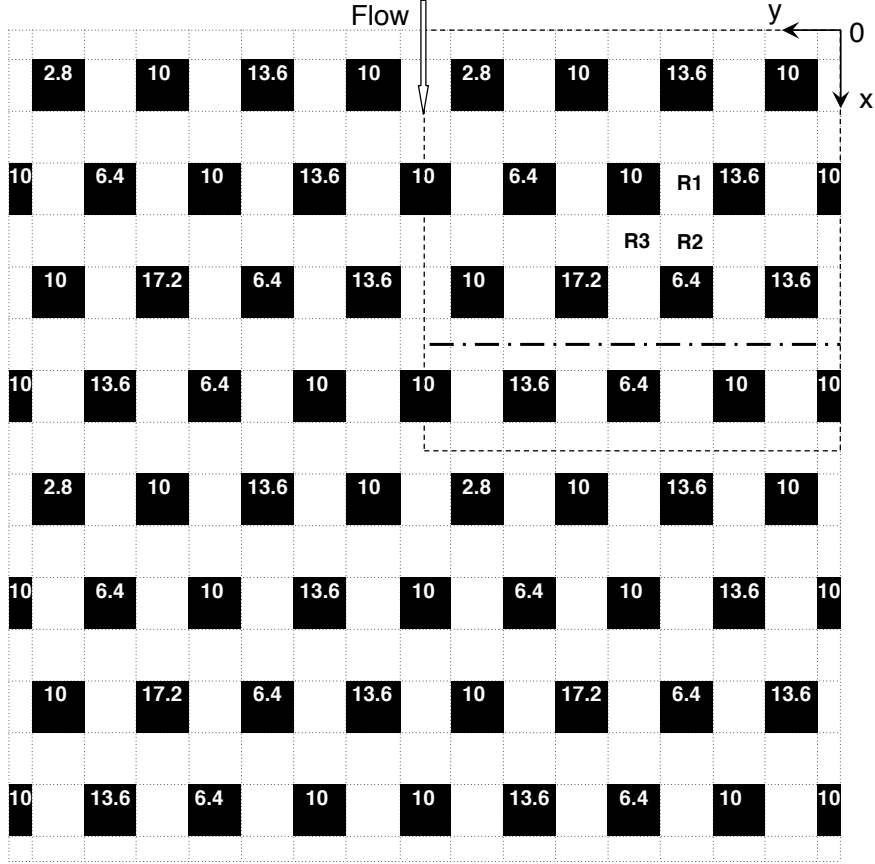 Flow y 0
x
2.8 10 13.6 10 2.8 10 13.6 10
10 6.4 10 13.6 10 6.4 10 R1 13.6 10
R3 R2
10 17.2 6.4 13.6 10 17.2 6.4 13.6
10 13.6 6.4 10 10 13.6 6.4 10 10
2.8 10 13.6 10 2.8 10 13.6 10
10 6.4 10 13.6 10 6.4 10 13.6 10
10 17.2 6.4 13.6 10 17.2 6.4 13.6
10 13.6 6.4 10 10 13.6 6.4 10 10